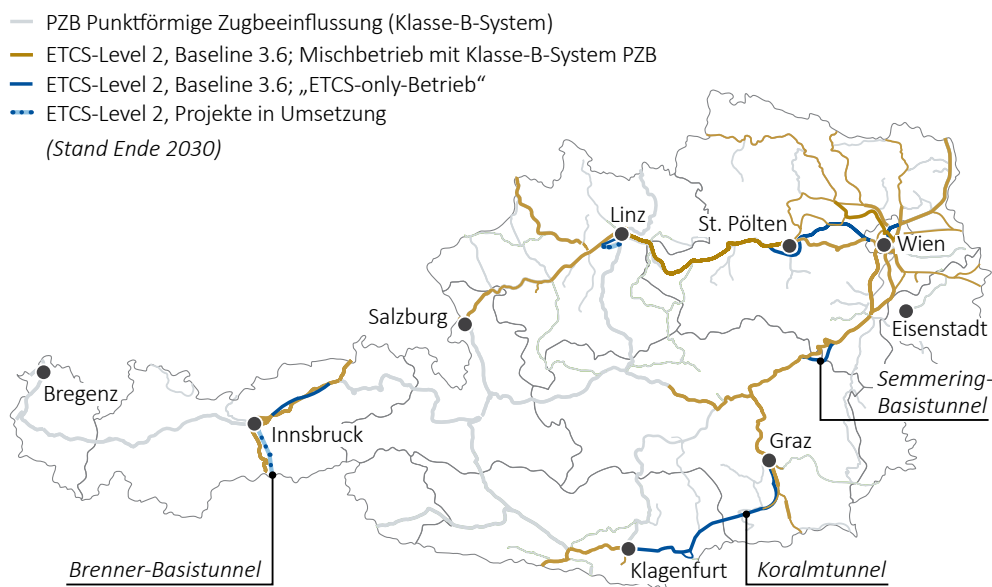 PZB Punktförmige Zugbeeinflussung (Klasse-B-System)
ETCS-Level 2, Baseline 3.6; Mischbetrieb mit Klasse-B-System PZB
ETCS-Level 2, Baseline 3.6; „ETCS-only-Betrieb“
ETCS-Level 2, Projekte in Umsetzung
(Stand Ende 2030)
Linz
St. Pölten
Wien
Salzburg
Eisenstadt
Bregenz
Semmering-
Basistunnel
Innsbruck
Graz
Brenner-Basistunnel
Klagenfurt
Koralmtunnel